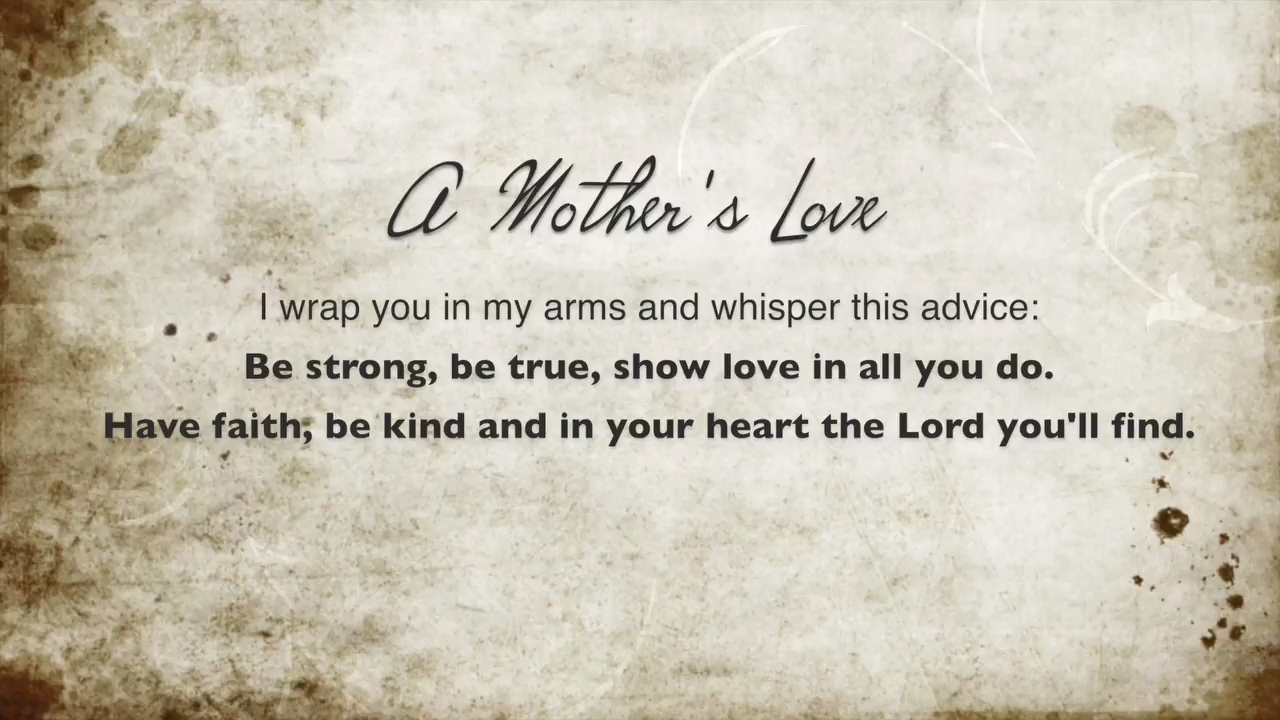 A Mother's Love
I wrap you in my arms and whisper this advice:
Be strong, be true, show love in all you do.
Have faith, be kind and in your heart the Lord you'll find.